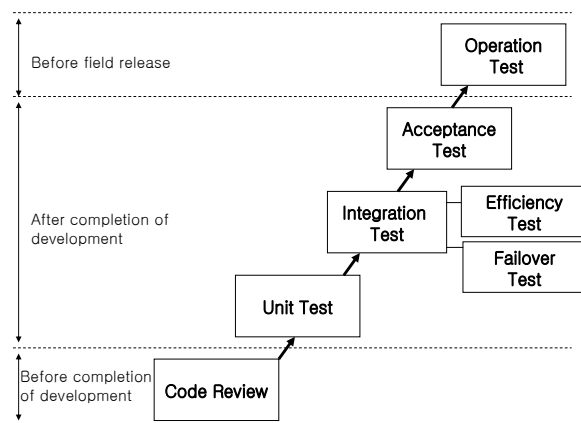 Operation
Test
Before field release
Acceptance
Test
After completion of
development
Integration
Test
Efficiency
Test
Failover
Test
Unit Test
Before completion
of development
Code Review